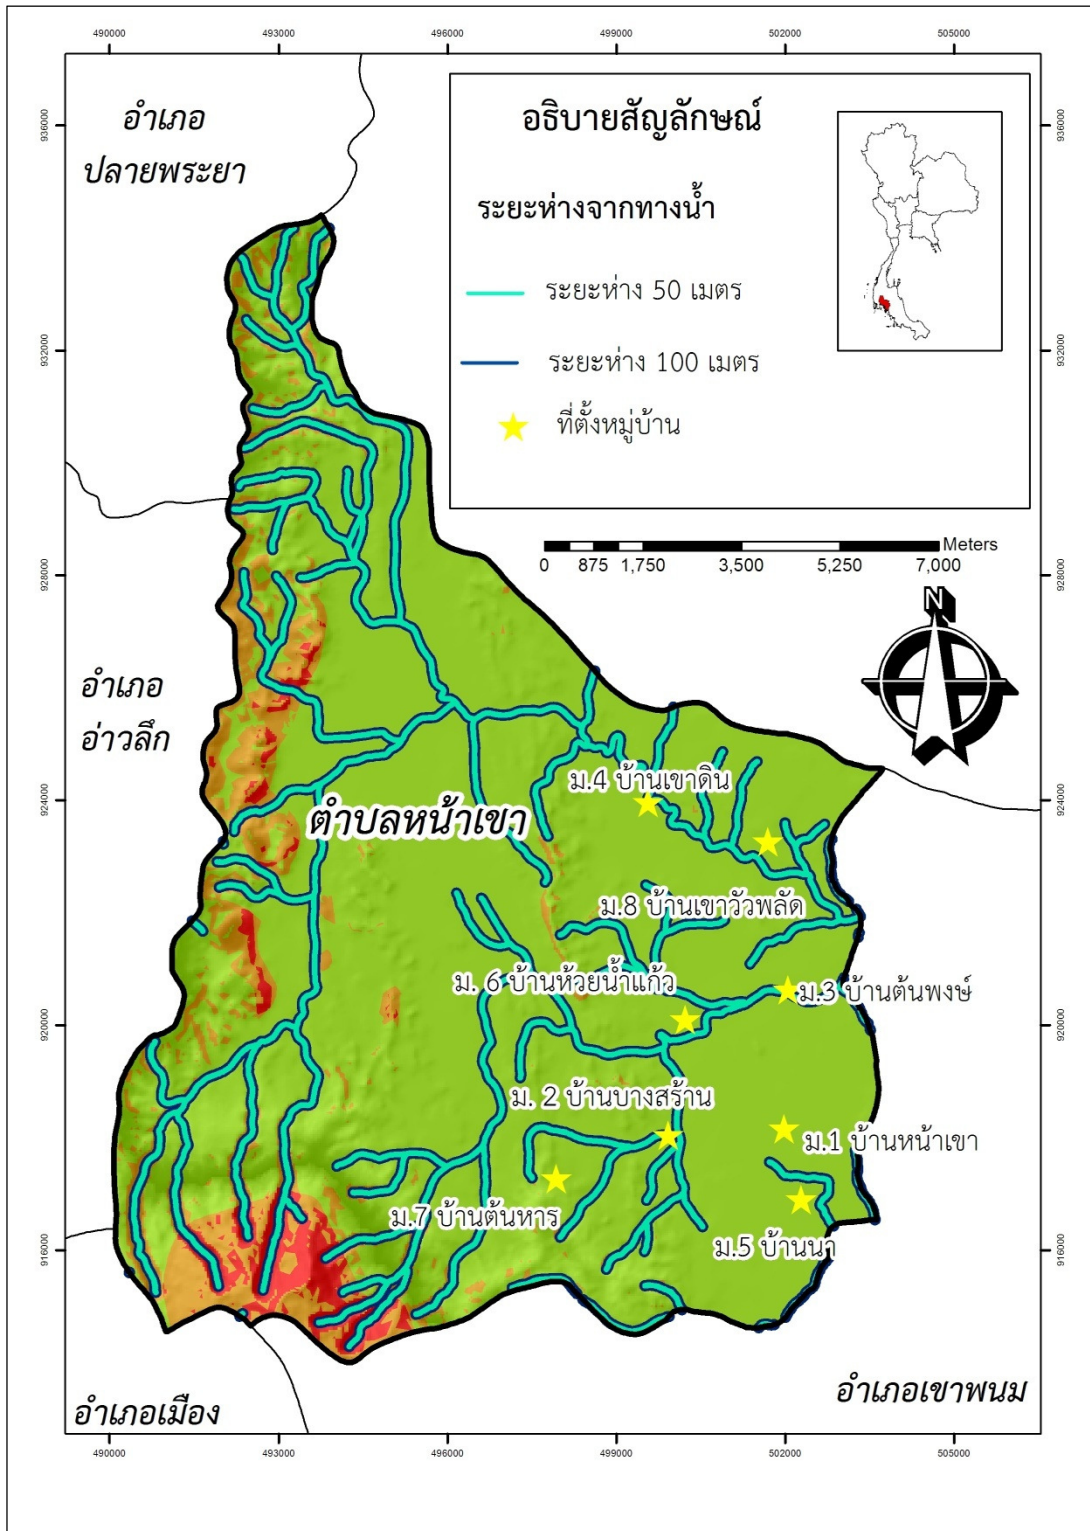 490000
493000
496000
499000
502000
505000
936000
936000
อำเภอ
ปลายพระยา
อธิบายสัญลักษณ์
ระยะห่างจากทางน้ำ
ระยะห่าง 50 เมตร
ระยะห่าง 100 เมตร
ที่ตั้งหมู่บ้าน
932000
932000
Meters
0 875 1,750 3,500 5,250 7,000
928000
928000
N
อำเภอ
อ่าวลึก
ม.4 บ้านเขาดิน
924000
924000
ตำบลหน้าเขา
ม.8 บ้านเขาวัวพลัด
ม. 6 บ้านห้วยน้ำแก้ว
ม.3 บ้านต้นพงษ์
920000
920000
ม. 2 บ้านบางสร้าน
ม.1 บ้านหน้าเขา
ม.7 บ้านต้นหาร
ม.5 บ้านนา
916000
916000
อำเภอเขาพนม
อำเภอเมือง
490000
493000
496000
499000
502000
505000